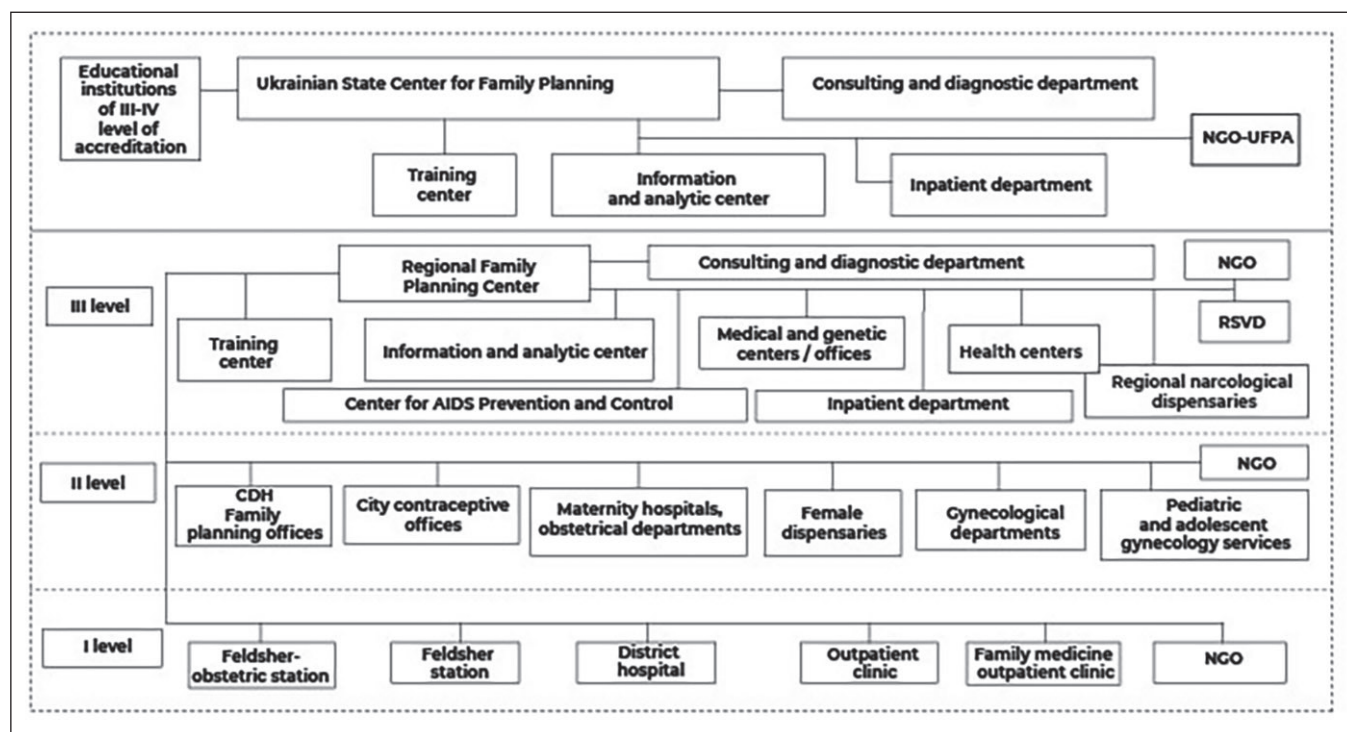 Educational
institutions
of III-IV
level of
accreditation
Ukrainian State Center for Family Planning
Consulting and diagnostic department
NGO-UFPA
Training
center
Information
and analytic center
Inpatient department
III level
Regional Family
Planning Center
Consulting and diagnostic department
NGO
RSVD
Training
center
Information and analytic center
Medical and genetic
centers / offices
Health centers
Regional narcological
dispensaries
Center for AIDS Prevention and Control
Inpatient department
II level
NGO
CDH
Family
planning offices
City contraceptive
offices
Maternity hospitals,
obstetrical departments
Female
dispensaries
Gynecological
departments
Pediatric
and adolescent
gynecology services
I level
Feldsher-
obstetric station
Feldsher
station
District
hospital
Outpatient
clinic
Family medicine
outpatient clinic
NGO